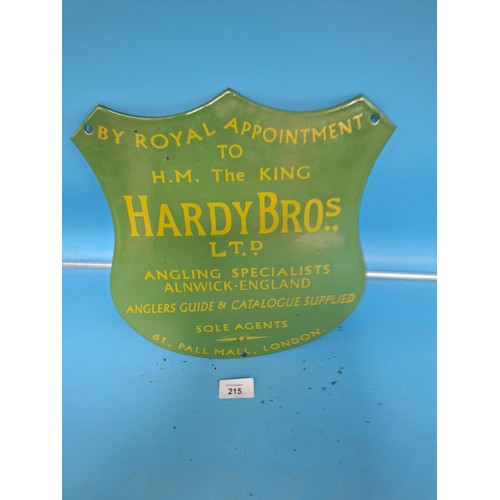 BY ROYAL APPOINTMENT
TO
H.M. The KING
HARDY BROS.
LTD
ANGLING SPECIALISTS
ALNWICK-ENGLAND
ANGLERS GUIDE & CATALOGUE SUPPLIED
SOLE AGENTS
61, PALL MALL, LONDON.
215